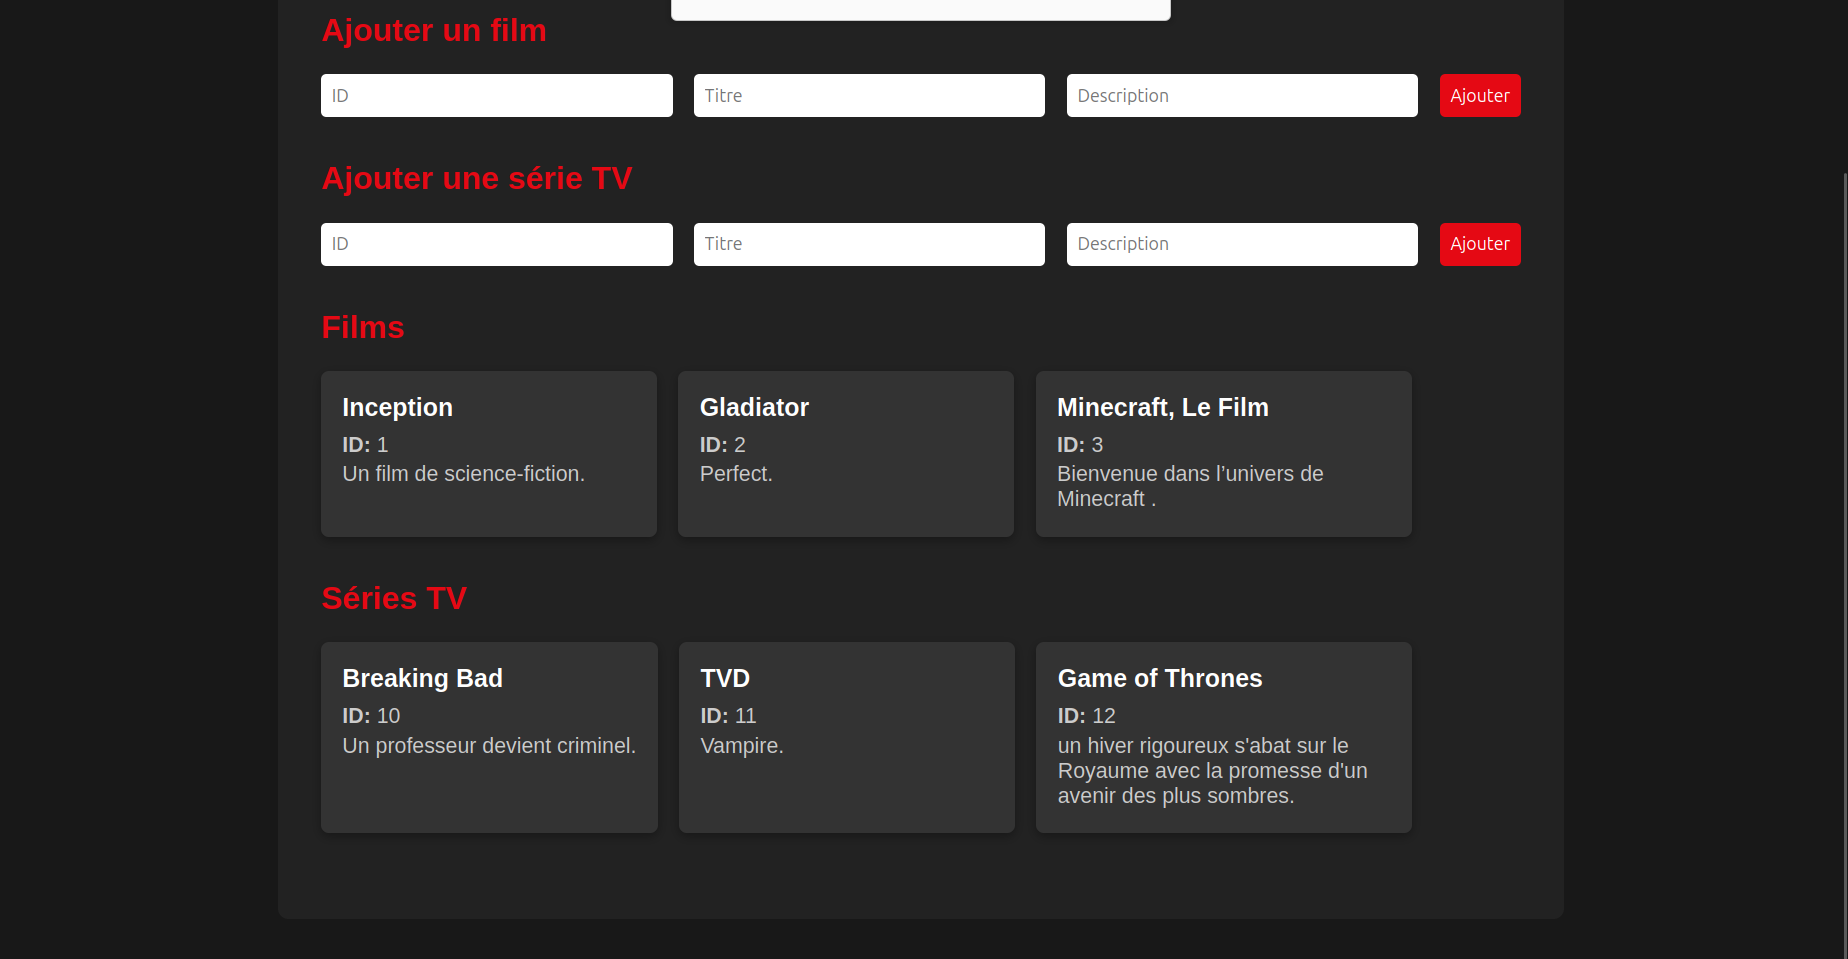 Ajouter un film
ID
Titre
Description
Ajouter
Ajouter une série TV
ID
Titre
Description
Ajouter
Films
Inception
ID: 1
Un film de science-fiction.
Gladiator
ID: 2
Perfect.
Minecraft, Le Film
ID: 3
Bienvenue dans l’univers de
Minecraft .
Séries TV
Breaking Bad
ID: 10
Un professeur devient criminel.
TVD
ID: 11
Vampire.
Game of Thrones
ID: 12
un hiver rigoureux s'abat sur le
Royaume avec la promesse d'un
avenir des plus sombres.